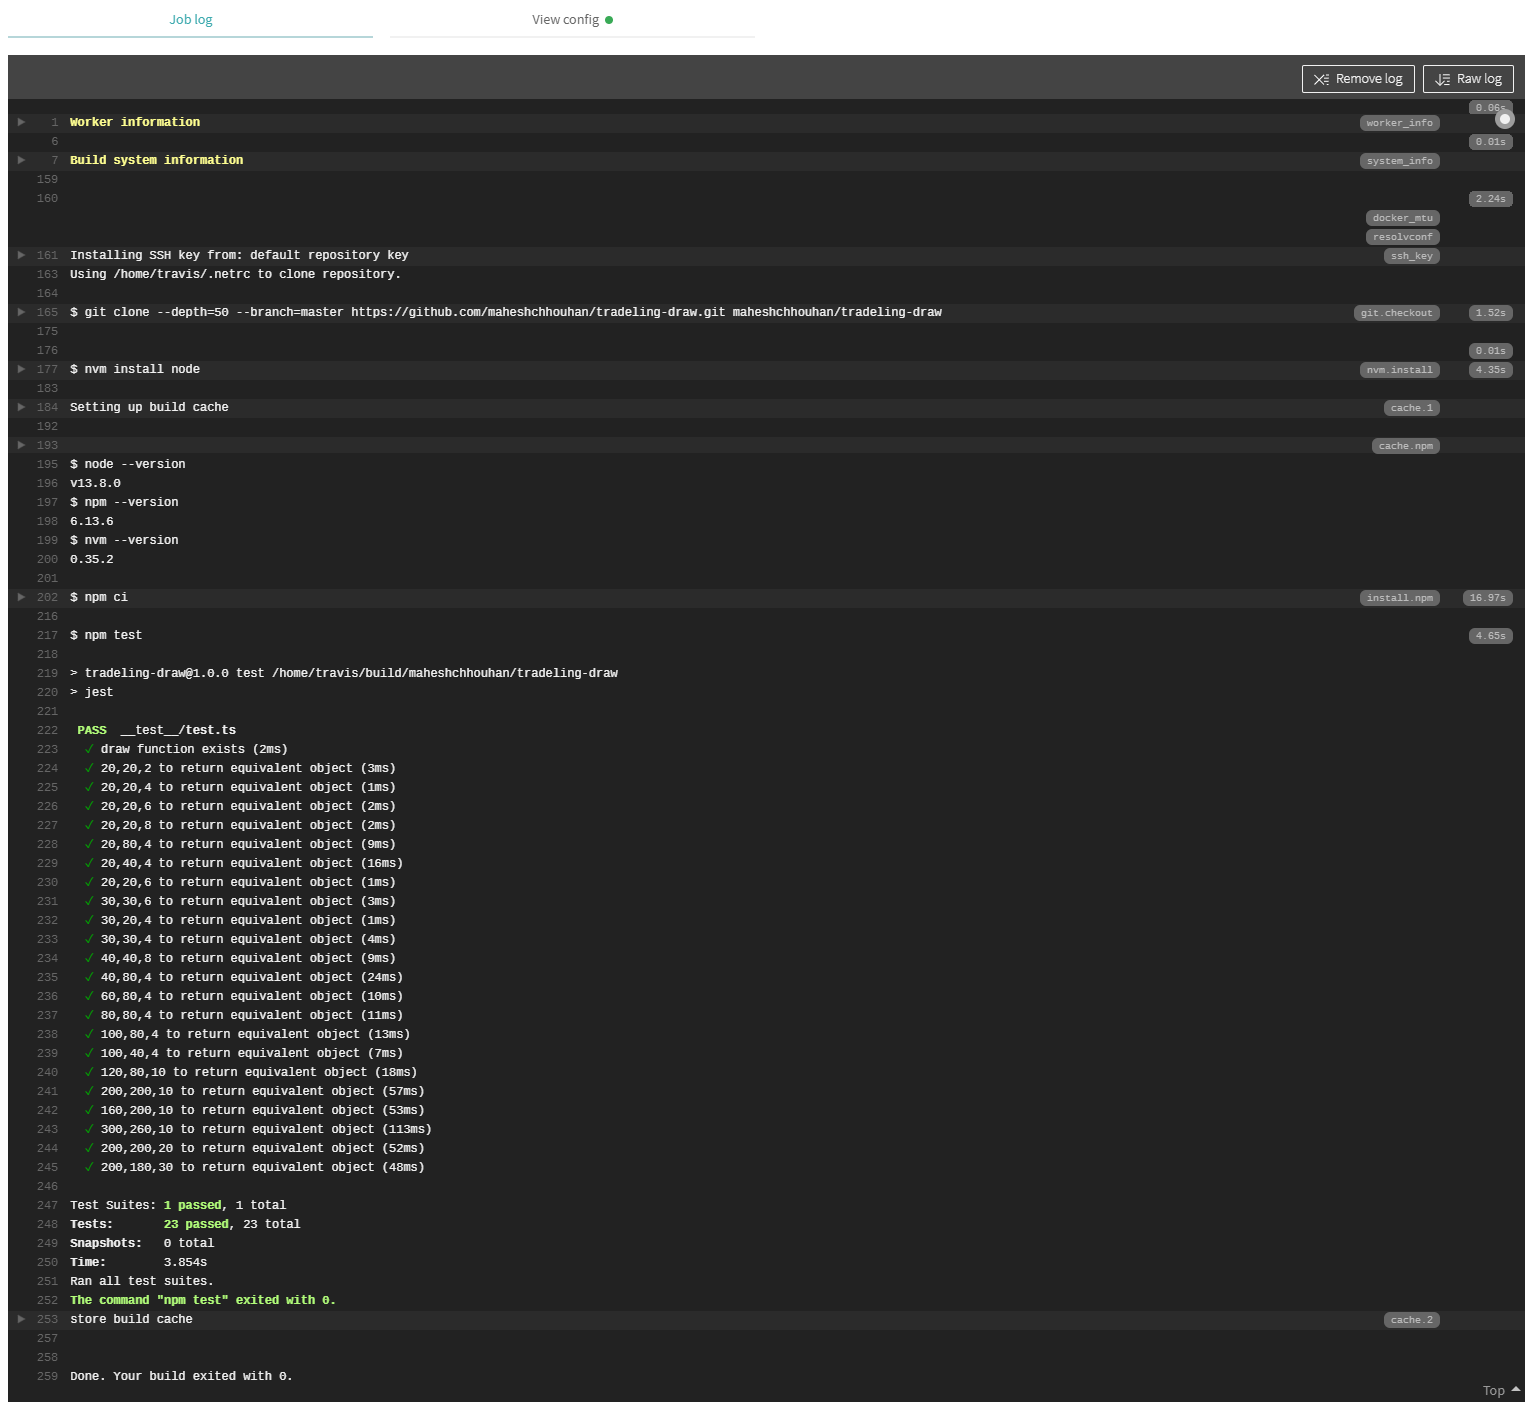 Job log
View config
Remove log
Raw log
0.06s
1 Worker information worker_info
6 0.01s
7 Build system information system_info
159
160 2.24s
docker_mtu
resolvconf
161 Installing SSH key from: default repository key ssh_key
163 Using /home/travis/.netrc to clone repository.
164
165 $ git clone --depth=50 --branch=master https://github.com/maheshchhouhan/tradeling-draw.git maheshchhouhan/tradeling-draw git.checkout 1.52s
175
176 0.01s
177 $ nvm install node nvm.install 4.35s
183
184 Setting up build cache cache.1
192
193 cache.npm
195 $ node --version
196 v13.8.0
197 $ npm --version
198 6.13.6
199 $ nvm --version
200 0.35.2
201
202 $ npm ci install.npm 16.97s
216
217 $ npm test 4.65s
218
219 > tradeling-draw@1.0.0 test /home/travis/build/maheshchhouhan/tradeling-draw
220 > jest
221
222 PASS __test__/test.ts
223 ✓ draw function exists (2ms)
224 ✓ 20,20,2 to return equivalent object (3ms)
225 ✓ 20,20,4 to return equivalent object (1ms)
226 ✓ 20,20,6 to return equivalent object (2ms)
227 ✓ 20,20,8 to return equivalent object (2ms)
228 ✓ 20,80,4 to return equivalent object (9ms)
229 ✓ 20,40,4 to return equivalent object (16ms)
230 ✓ 20,20,6 to return equivalent object (1ms)
231 ✓ 30,30,6 to return equivalent object (3ms)
232 ✓ 30,20,4 to return equivalent object (1ms)
233 ✓ 30,30,4 to return equivalent object (4ms)
234 ✓ 40,40,8 to return equivalent object (9ms)
235 ✓ 40,80,4 to return equivalent object (24ms)
236 ✓ 60,80,4 to return equivalent object (10ms)
237 ✓ 80,80,4 to return equivalent object (11ms)
238 ✓ 100,80,4 to return equivalent object (13ms)
239 ✓ 100,40,4 to return equivalent object (7ms)
240 ✓ 120,80,10 to return equivalent object (18ms)
241 ✓ 200,200,10 to return equivalent object (57ms)
242 ✓ 160,200,10 to return equivalent object (53ms)
243 ✓ 300,260,10 to return equivalent object (113ms)
244 ✓ 200,200,20 to return equivalent object (52ms)
245 ✓ 200,180,30 to return equivalent object (48ms)
246
247 Test Suites: 1 passed, 1 total
248 Tests: 23 passed, 23 total
249 Snapshots: 0 total
250 Time: 3.854s
251 Ran all test suites.
252 The command "npm test" exited with 0.
253 store build cache cache.2
257
258
259 Done. Your build exited with 0.
Top